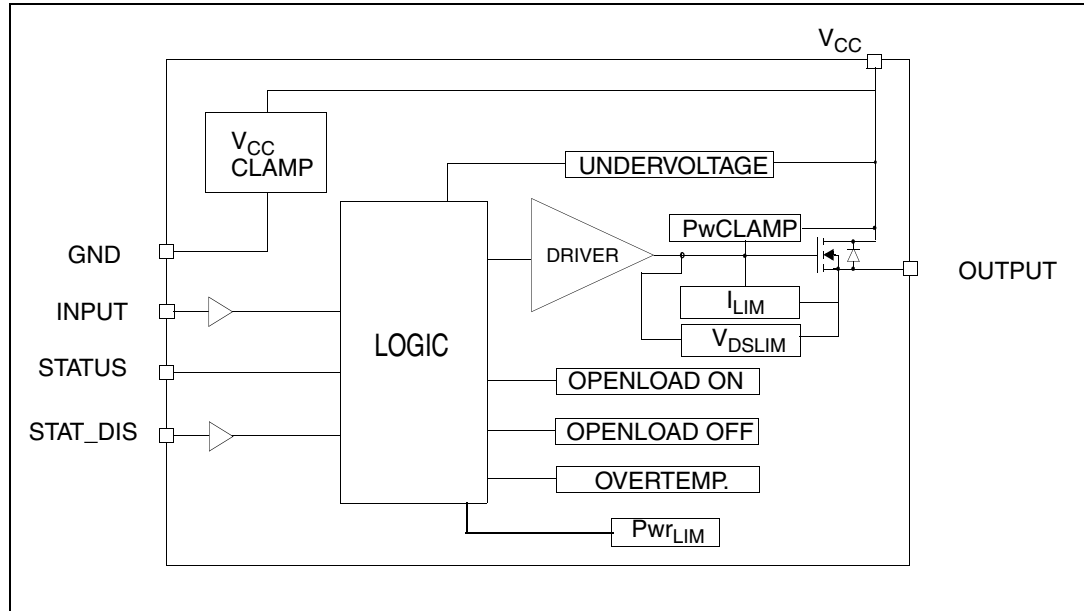 VCC
VCC
CLAMP
UNDERVOLTAGE
PwCLAMP
GND
DRIVER
OUTPUT
INPUT
ILIM
LOGIC
VDSLIM
STATUS
OPENLOAD ON
STAT_DIS
OPENLOAD OFF
OVERTEMP.
PwrLIM